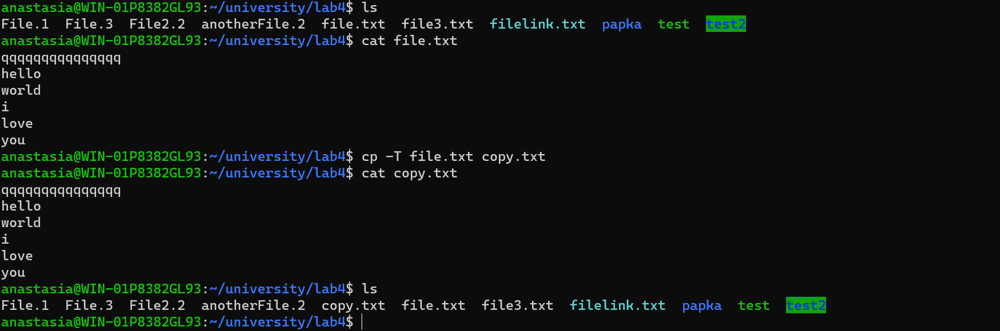 anastasia@WIN-01P8382GL93:~/university/lab4$ ls
File.1  File.3  File2.2  anotherFile.2  file.txt  file3.txt  filelink.txt  papka  test  test2
anastasia@WIN-01P8382GL93:~/university/lab4$ cat file.txt
qqqqqqqqqqqqqqq
hello
world
i
love
you
anastasia@WIN-01P8382GL93:~/university/lab4$ cp -T file.txt copy.txt
anastasia@WIN-01P8382GL93:~/university/lab4$ cat copy.txt
qqqqqqqqqqqqqqq
hello
world
i
love
you
anastasia@WIN-01P8382GL93:~/university/lab4$ ls
File.1  File.3  File2.2  anotherFile.2  copy.txt  file.txt  file3.txt  filelink.txt  papka  test  test2
anastasia@WIN-01P8382GL93:~/university/lab4$